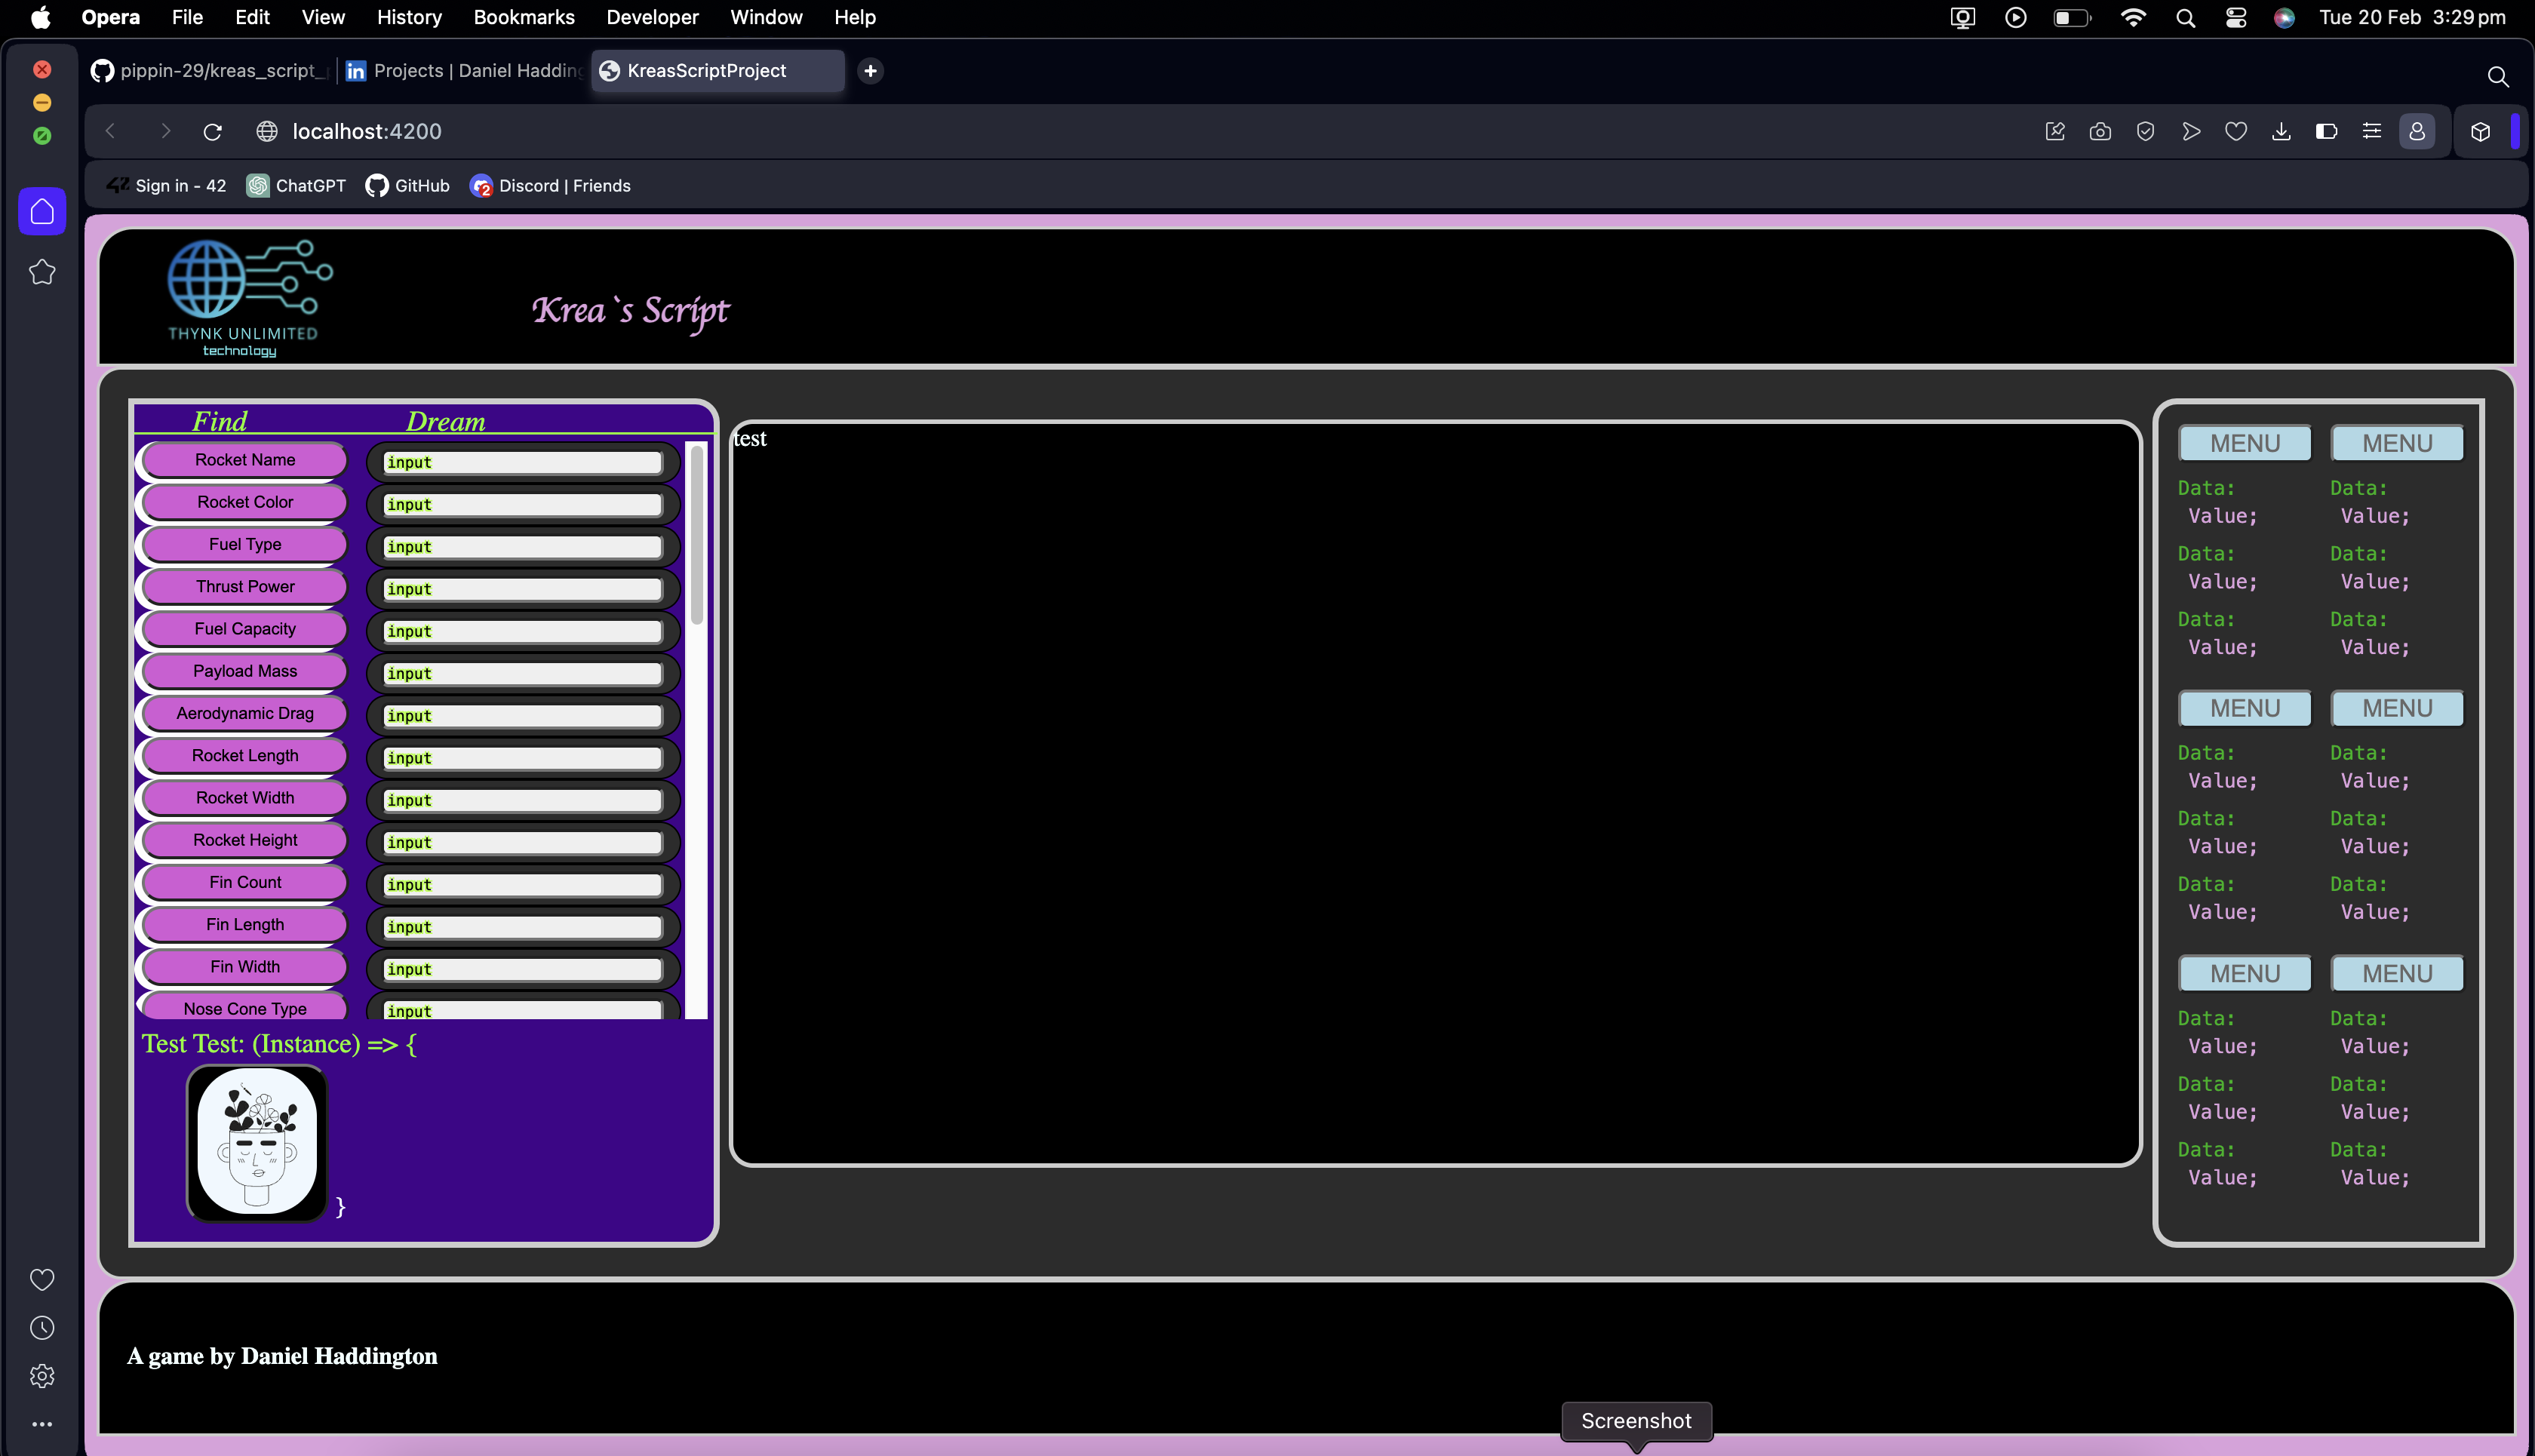 Opera File Edit View History Bookmarks Developer Window Help Tue 20 Feb 3:29 pm
pippin-29/kreas_script_ Projects | Daniel Hadding KreasScriptProject
localhost:4200
Sign in - 42 ChatGPT GitHub 2 Discord | Friends
THYNK UNLIMITED
technology
Krea`s Script
Find Dream
Rocket Name input
Rocket Color input
Fuel Type input
Thrust Power input
Fuel Capacity input
Payload Mass input
Aerodynamic Drag input
Rocket Length input
Rocket Width input
Rocket Height input
Fin Count input
Fin Length input
Fin Width input
Nose Cone Type input
Test Test: (Instance) => {
}
test
MENU MENU
Data: Data:
Value; Value;
Data: Data:
Value; Value;
Data: Data:
Value; Value;
MENU MENU
Data: Data:
Value; Value;
Data: Data:
Value; Value;
Data: Data:
Value; Value;
MENU MENU
Data: Data:
Value; Value;
Data: Data:
Value; Value;
Data: Data:
Value; Value;
A game by Daniel Haddington
Screenshot